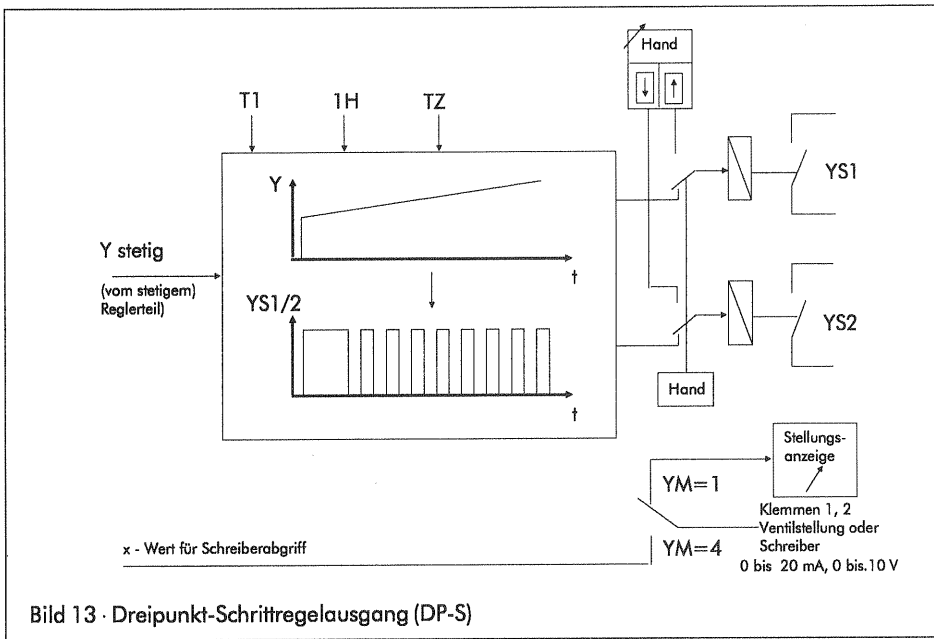 Hand
T1 1H TZ
Y
YS1
Y stetig
t
(vom stetigem)
Reglerteil)
YS1/2
YS2
t
Hand
Stellungs-
anzeige
YM=1
Klemmen 1, 2
Ventilstellung oder
Schreiber
x - Wert für Schreiberabgriff
YM=4
0 bis 20 mA, 0 bis.10 V
Bild 13 · Dreipunkt-Schrittregelausgang (DP-S)